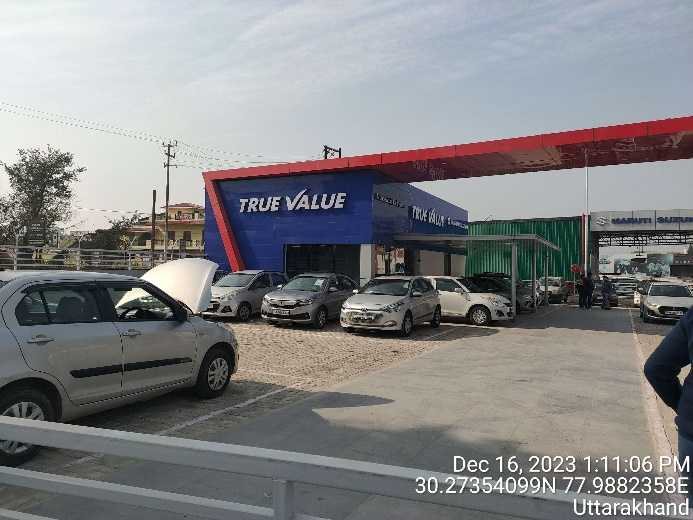 TRUE VALUE
TRUE VALUE
MARUTI SUZUKI
Dec 16, 2023 1:11:06 PM
30.27354099N 77.9882358E
Uttarakhand